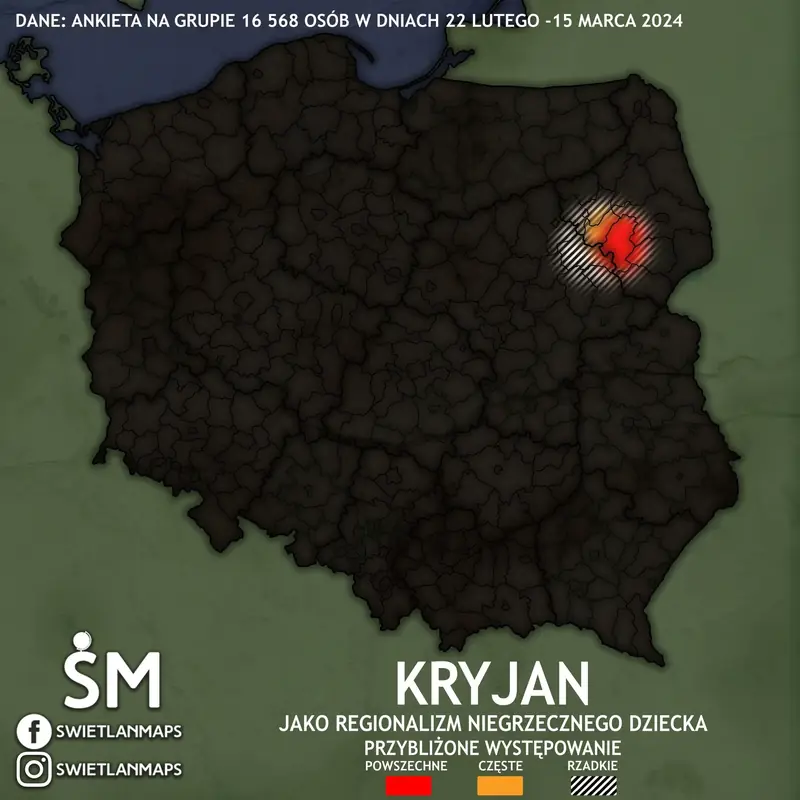 DANE: ANKIETA NA GRUPIE 16 568 OSÓB W DNIACH 22 LUTEGO -15 MARCA 2024
ŚM
SWIETLANMAPS
SWIETLANMAPS
KRYJAN
JAKO REGIONALIZM NIEGRZECZNEGO DZIECKA
PRZYBLIŻONE WYSTĘPOWANIE
POWSZECHNE CZĘSTE RZADKIE